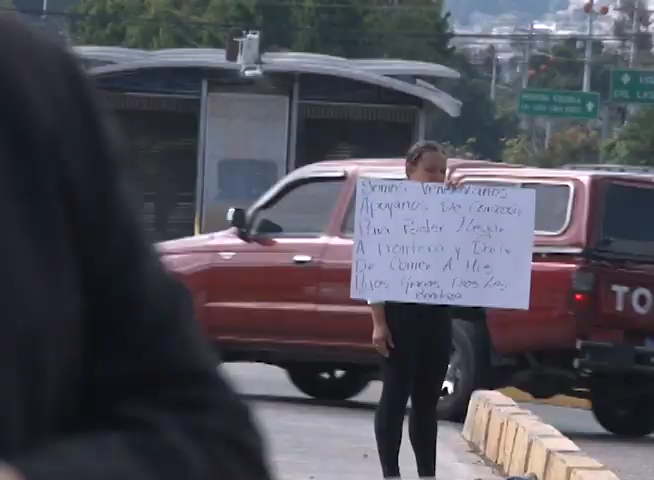 Somos Venezolanos
Apoyanos De Corazón
Para Poder Llegar
A Frontera y Darle
De Comer A Mis
Hijos Gracias Dios Los
Bendiga
TO